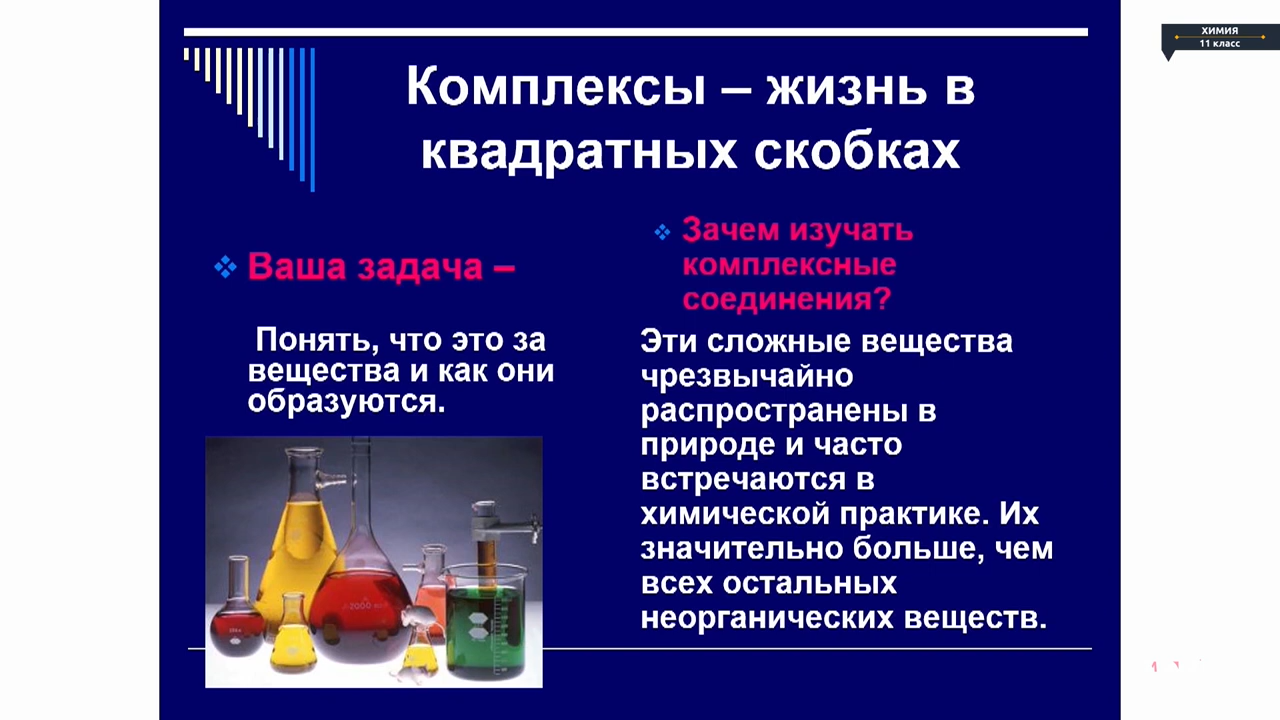 ХИМИЯ
11 класс
Комплексы – жизнь в
квадратных скобках
Ваша задача –
Понять, что это за
вещества и как они
образуются.
Зачем изучать
комплексные
соединения?
Эти сложные вещества
чрезвычайно
распространены в
природе и часто
встречаются в
химической практике. Их
значительно больше, чем
всех остальных
неорганических веществ.